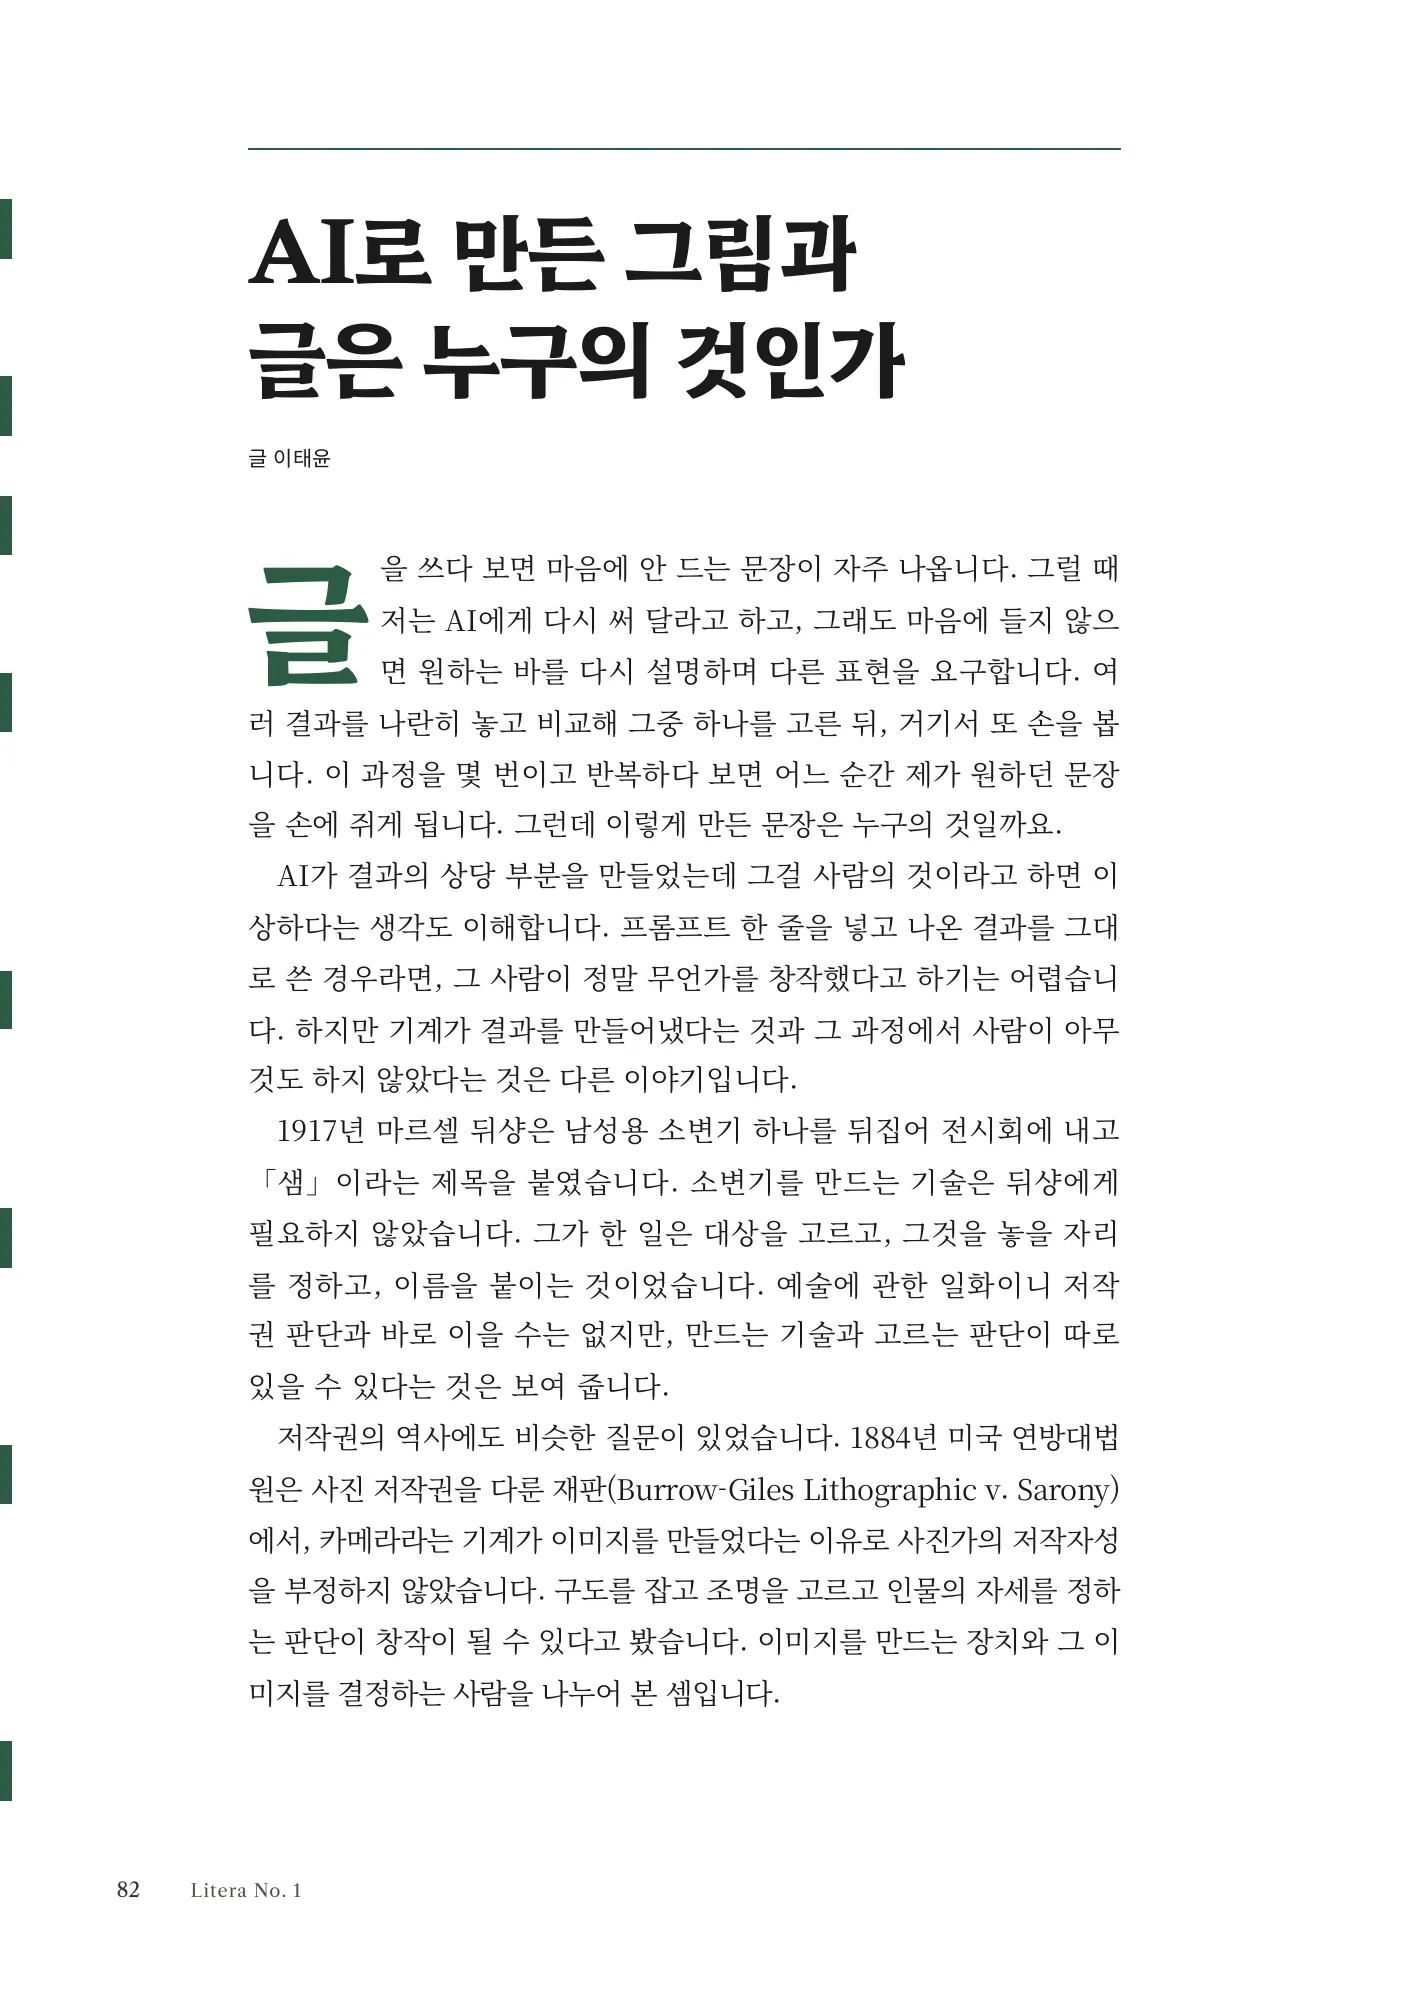 AI로 만든 그림과
글은 누구의 것인가
글 이태윤
글을 쓰다 보면 마음에 안 드는 문장이 자주 나옵니다. 그럴 때
저는 AI에게 다시 써 달라고 하고, 그래도 마음에 들지 않으
면 원하는 바를 다시 설명하며 다른 표현을 요구합니다. 여
러 결과를 나란히 놓고 비교해 그중 하나를 고른 뒤, 거기서 또 손을 봅
니다. 이 과정을 몇 번이고 반복하다 보면 어느 순간 제가 원하던 문장
을 손에 쥐게 됩니다. 그런데 이렇게 만든 문장은 누구의 것일까요.
AI가 결과의 상당 부분을 만들었는데 그걸 사람의 것이라고 하면 이
상하다는 생각도 이해합니다. 프롬프트 한 줄을 넣고 나온 결과를 그대
로 쓴 경우라면, 그 사람이 정말 무언가를 창작했다고 하기는 어렵습니
다. 하지만 기계가 결과를 만들어냈다는 것과 그 과정에서 사람이 아무
것도 하지 않았다는 것은 다른 이야기입니다.
1917년 마르셀 뒤샹은 남성용 소변기 하나를 뒤집어 전시회에 내고
「샘」이라는 제목을 붙였습니다. 소변기를 만드는 기술은 뒤샹에게
필요하지 않았습니다. 그가 한 일은 대상을 고르고, 그것을 놓을 자리
를 정하고, 이름을 붙이는 것이었습니다. 예술에 관한 일화이니 저작
권 판단과 바로 이을 수는 없지만, 만드는 기술과 고르는 판단이 따로
있을 수 있다는 것은 보여 줍니다.
저작권의 역사에도 비슷한 질문이 있었습니다. 1884년 미국 연방대법
원은 사진 저작권을 다룬 재판(Burrow-Giles Lithographic v. Sarony)
에서, 카메라라는 기계가 이미지를 만들었다는 이유로 사진가의 저작자성
을 부정하지 않았습니다. 구도를 잡고 조명을 고르고 인물의 자세를 정하
는 판단이 창작이 될 수 있다고 봤습니다. 이미지를 만드는 장치와 그 이
미지를 결정하는 사람을 나누어 본 셈입니다.
82 Litera No. 1